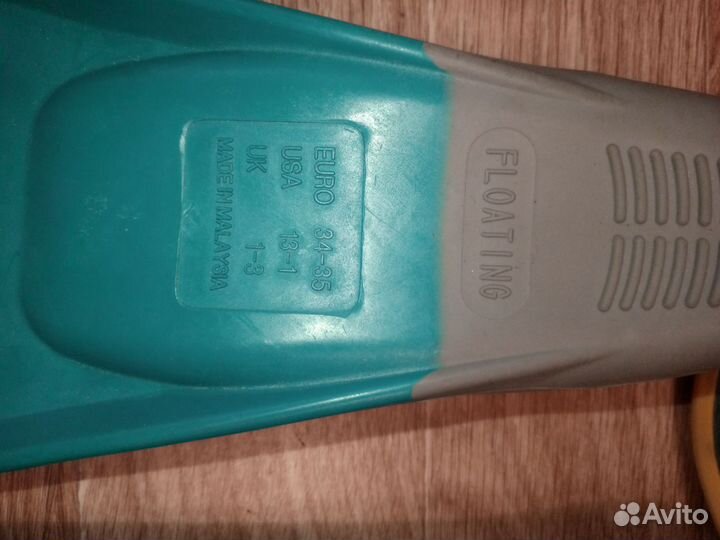 EURO 34-35
USA 13-1
UK 1-3
MADE IN MALAYSIA
FLOATING
Avito